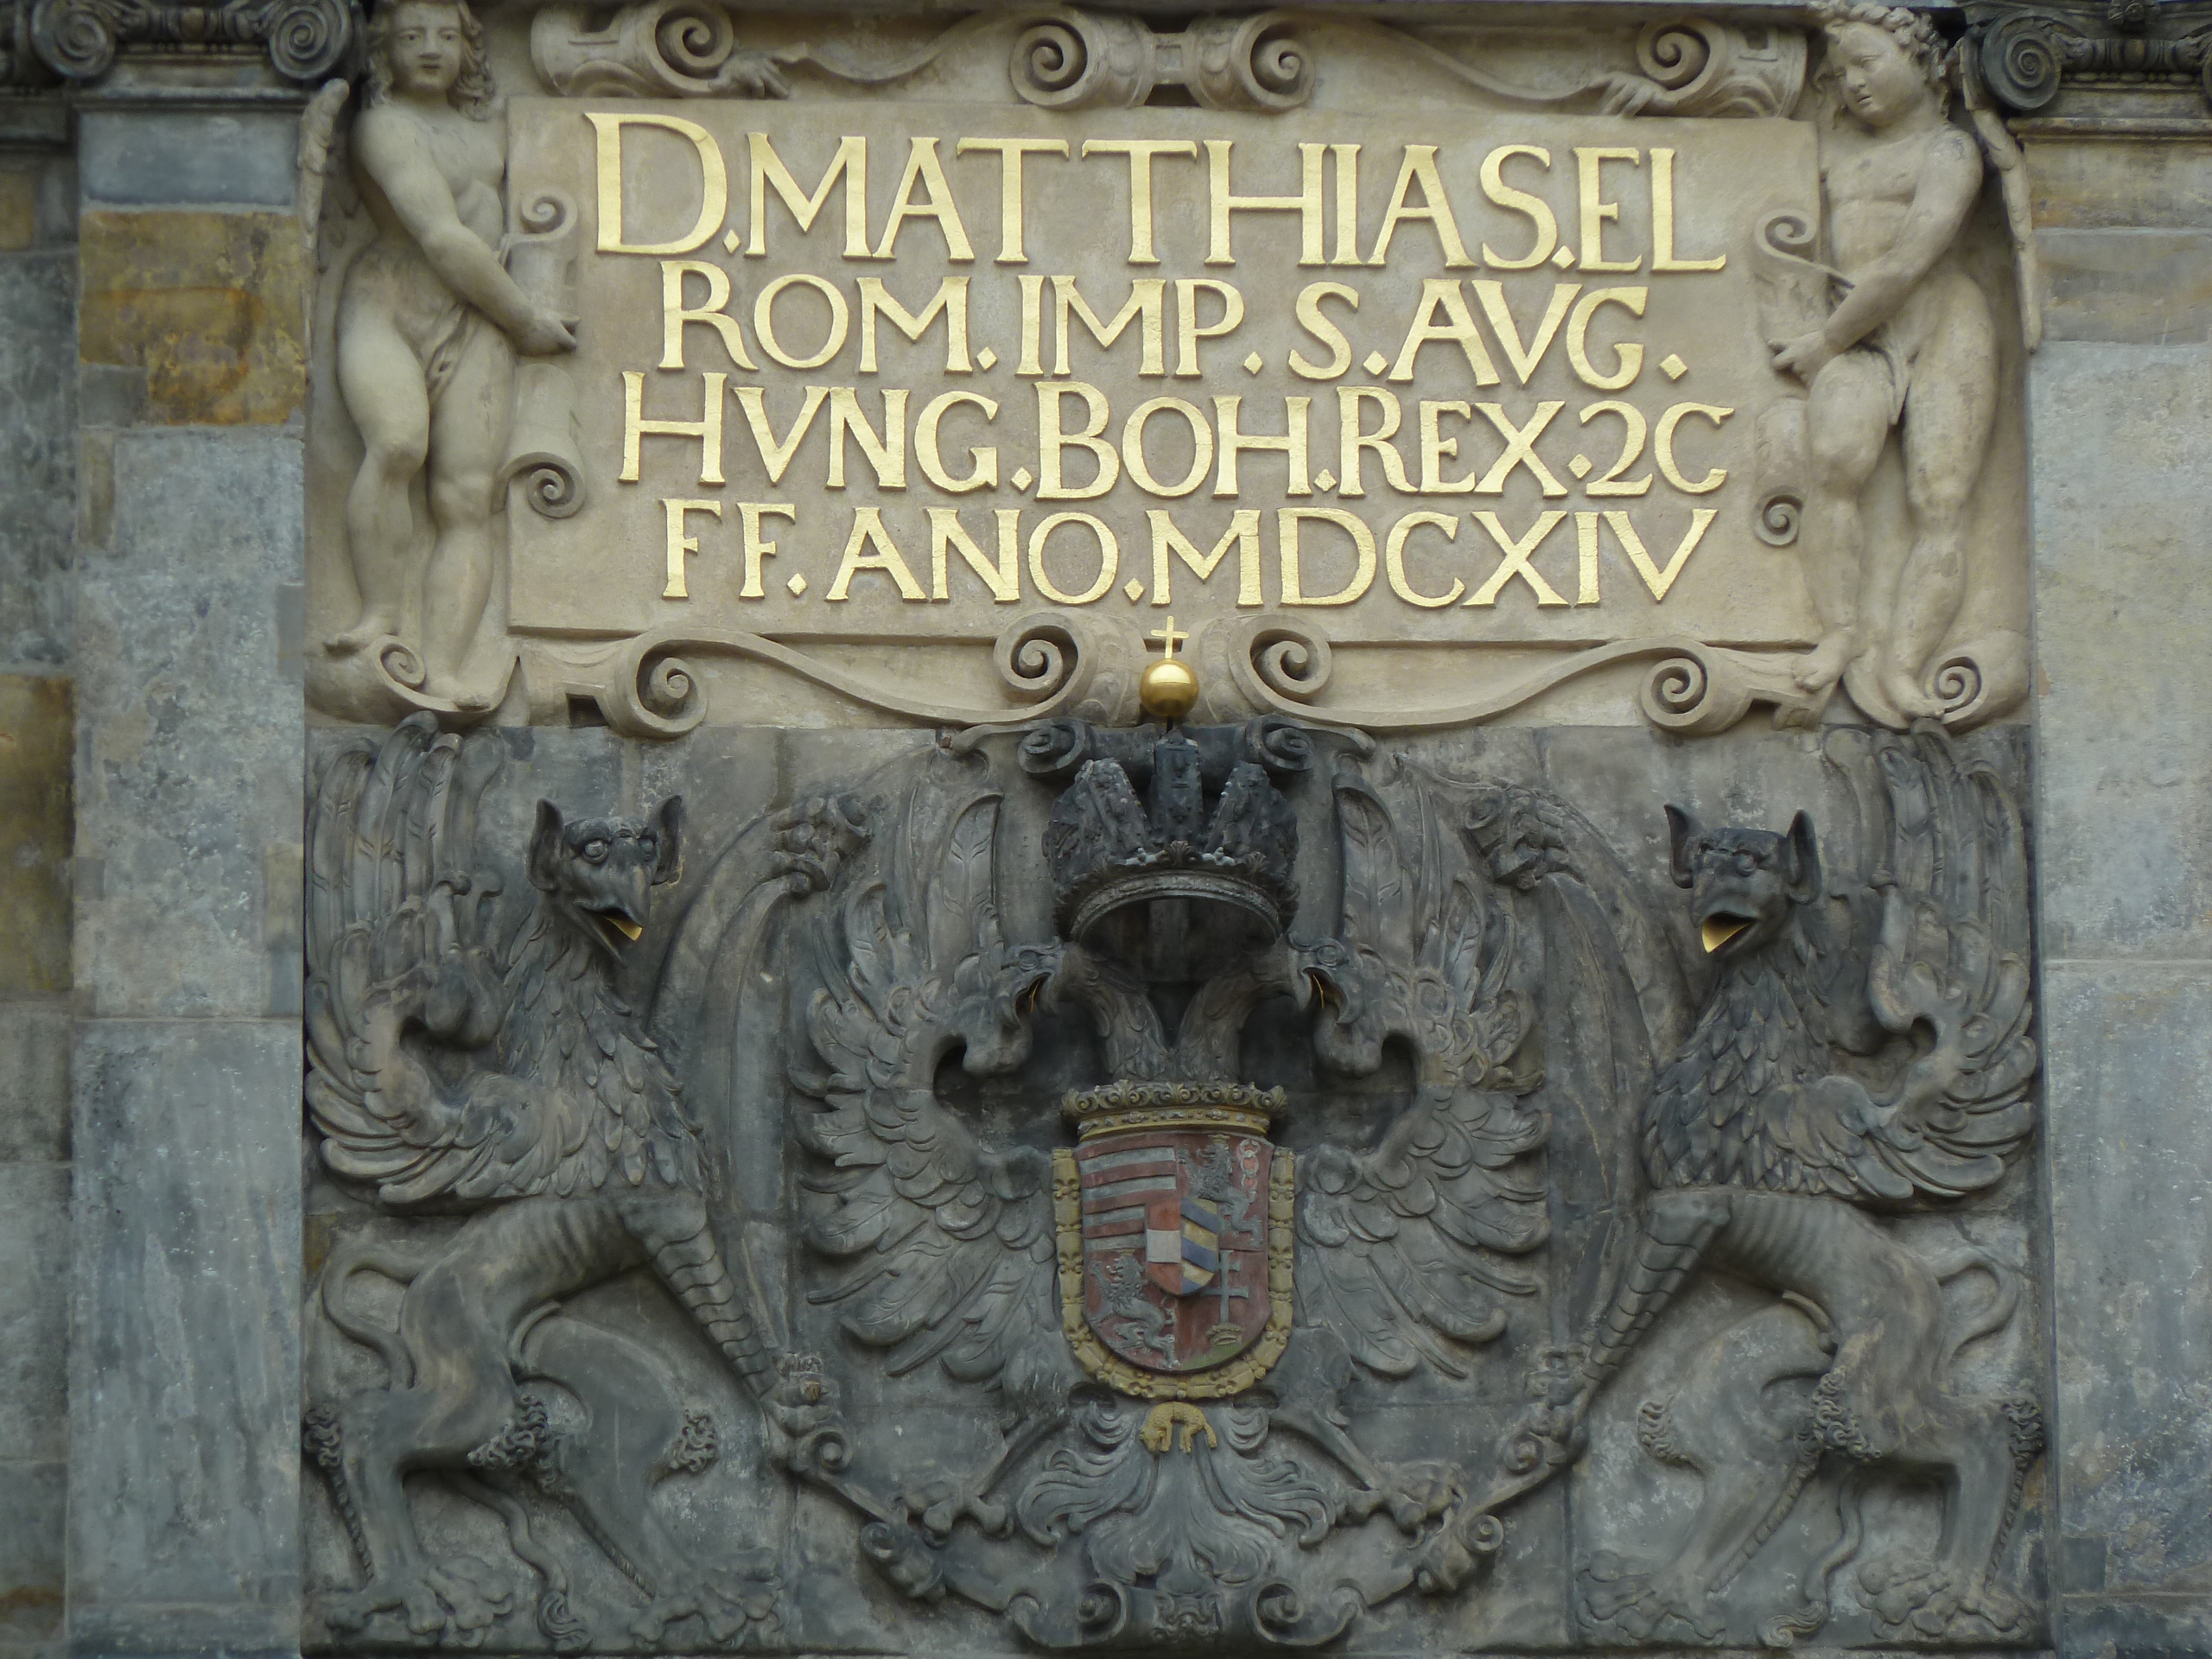 D.MATTHIAS.EL
ROM.IMP.S.AVG.
HVNG.BOH.REX.2C
FF.ANO.MDCXIV